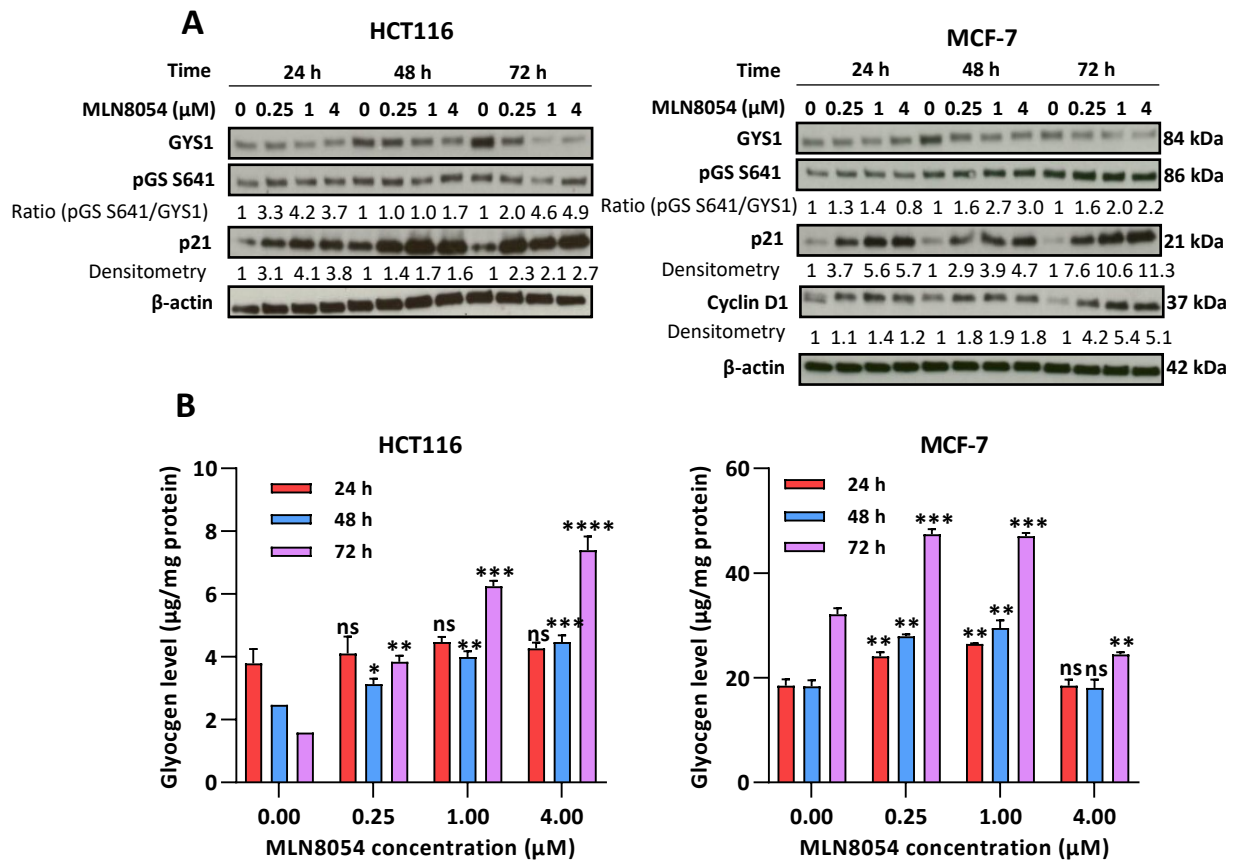 A
HCT116
Time 24 h 48 h 72 h
MLN8054 (µM) 0 0.25 1 4 0 0.25 1 4 0 0.25 1 4
GYS1
pGS S641
Ratio (pGS S641/GYS1) 1 3.3 4.2 3.7 1 1.0 1.0 1.7 1 2.0 4.6 4.9
p21
Densitometry 1 3.1 4.1 3.8 1 1.4 1.7 1.6 1 2.3 2.1 2.7
β-actin
MCF-7
Time 24 h 48 h 72 h
MLN8054 (µM) 0 0.25 1 4 0 0.25 1 4 0 0.25 1 4
GYS1 84 kDa
pGS S641 86 kDa
Ratio (pGS S641/GYS1) 1 1.3 1.4 0.8 1 1.6 2.7 3.0 1 1.6 2.0 2.2
p21 21 kDa
Densitometry 1 3.7 5.6 5.7 1 2.9 3.9 4.7 1 7.6 10.6 11.3
Cyclin D1 37 kDa
Densitometry 1 1.1 1.4 1.2 1 1.8 1.9 1.8 1 4.2 5.4 5.1
β-actin 42 kDa
B
HCT116
Glyocgen level (µg/mg protein)
10
8
6
4
2
0
24 h
48 h
72 h
ns * **
ns ** ***
ns *** ****
0.00 0.25 1.00 4.00
MLN8054 concentration (µM)
MCF-7
Glyocgen level (µg/mg protein)
60
40
20
0
24 h
48 h
72 h
** ** ***
** ** ***
ns ns **
0.00 0.25 1.00 4.00
MLN8054 concentration (µM)